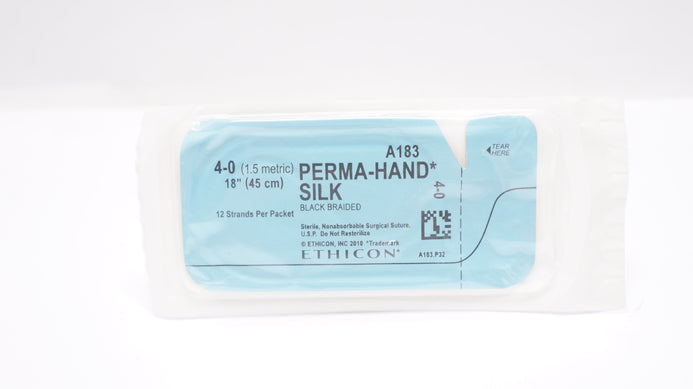 A183
4-0 (1.5 metric)
18" (45 cm)
12 Strands Per Packet
PERMA-HAND*
SILK
BLACK BRAIDED
Sterile, Nonabsorbable Surgical Suture,
U.S.P. Do Not Resterilize
© ETHICON, INC 2010 *Trademark
ETHICON*
TEAR
HERE
4-0
A183.P32